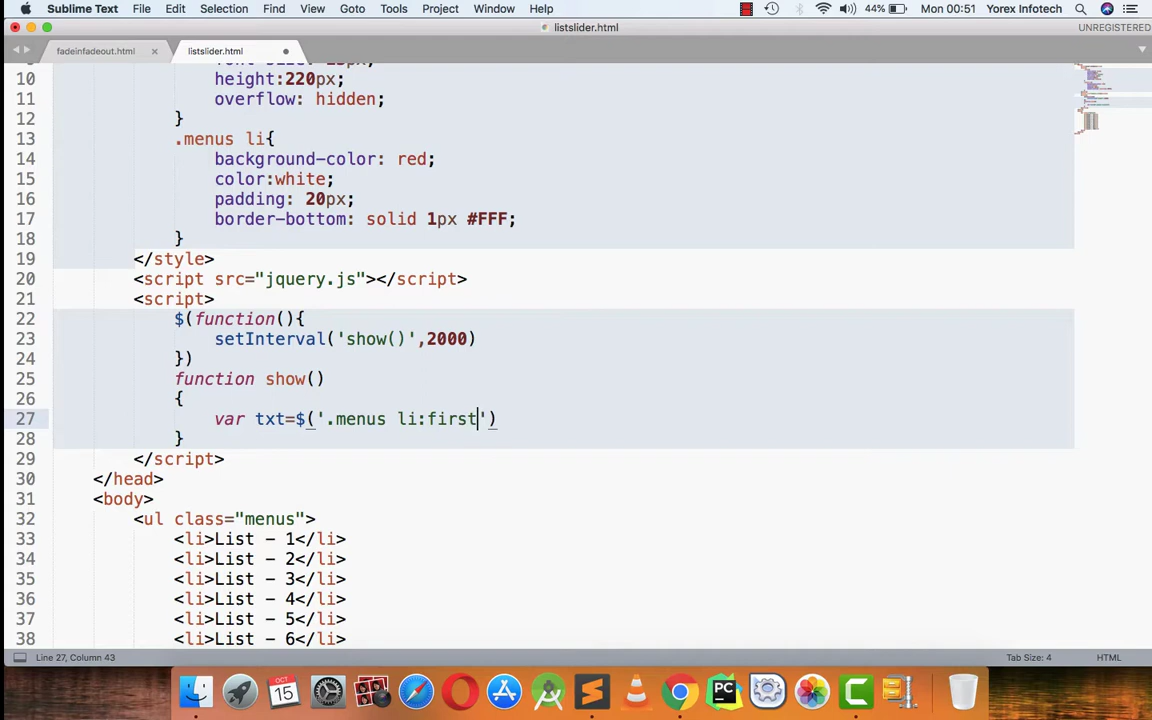 Sublime Text File Edit Selection Find View Goto Tools Project Window Help 44% Mon 00:51 Yorex Infotech
listslider.html UNREGISTERED
fadeinfadeout.html × listslider.html
10 height:220px;
11 overflow: hidden;
12 }
13 .menus li{
14 background-color: red;
15 color:white;
16 padding: 20px;
17 border-bottom: solid 1px #FFF;
18 }
19 </style>
20 <script src="jquery.js"></script>
21 <script>
22 $(function(){
23 setInterval('show()',2000)
24 })
25 function show()
26 {
27 var txt=$('.menus li:first')
28 }
29 </script>
30 </head>
31 <body>
32 <ul class="menus">
33 <li>List - 1</li>
34 <li>List - 2</li>
35 <li>List - 3</li>
36 <li>List - 4</li>
37 <li>List - 5</li>
38 <li>List - 6</li>
Line 27, Column 43 Tab Size: 4 HTML
OCT
15
PC